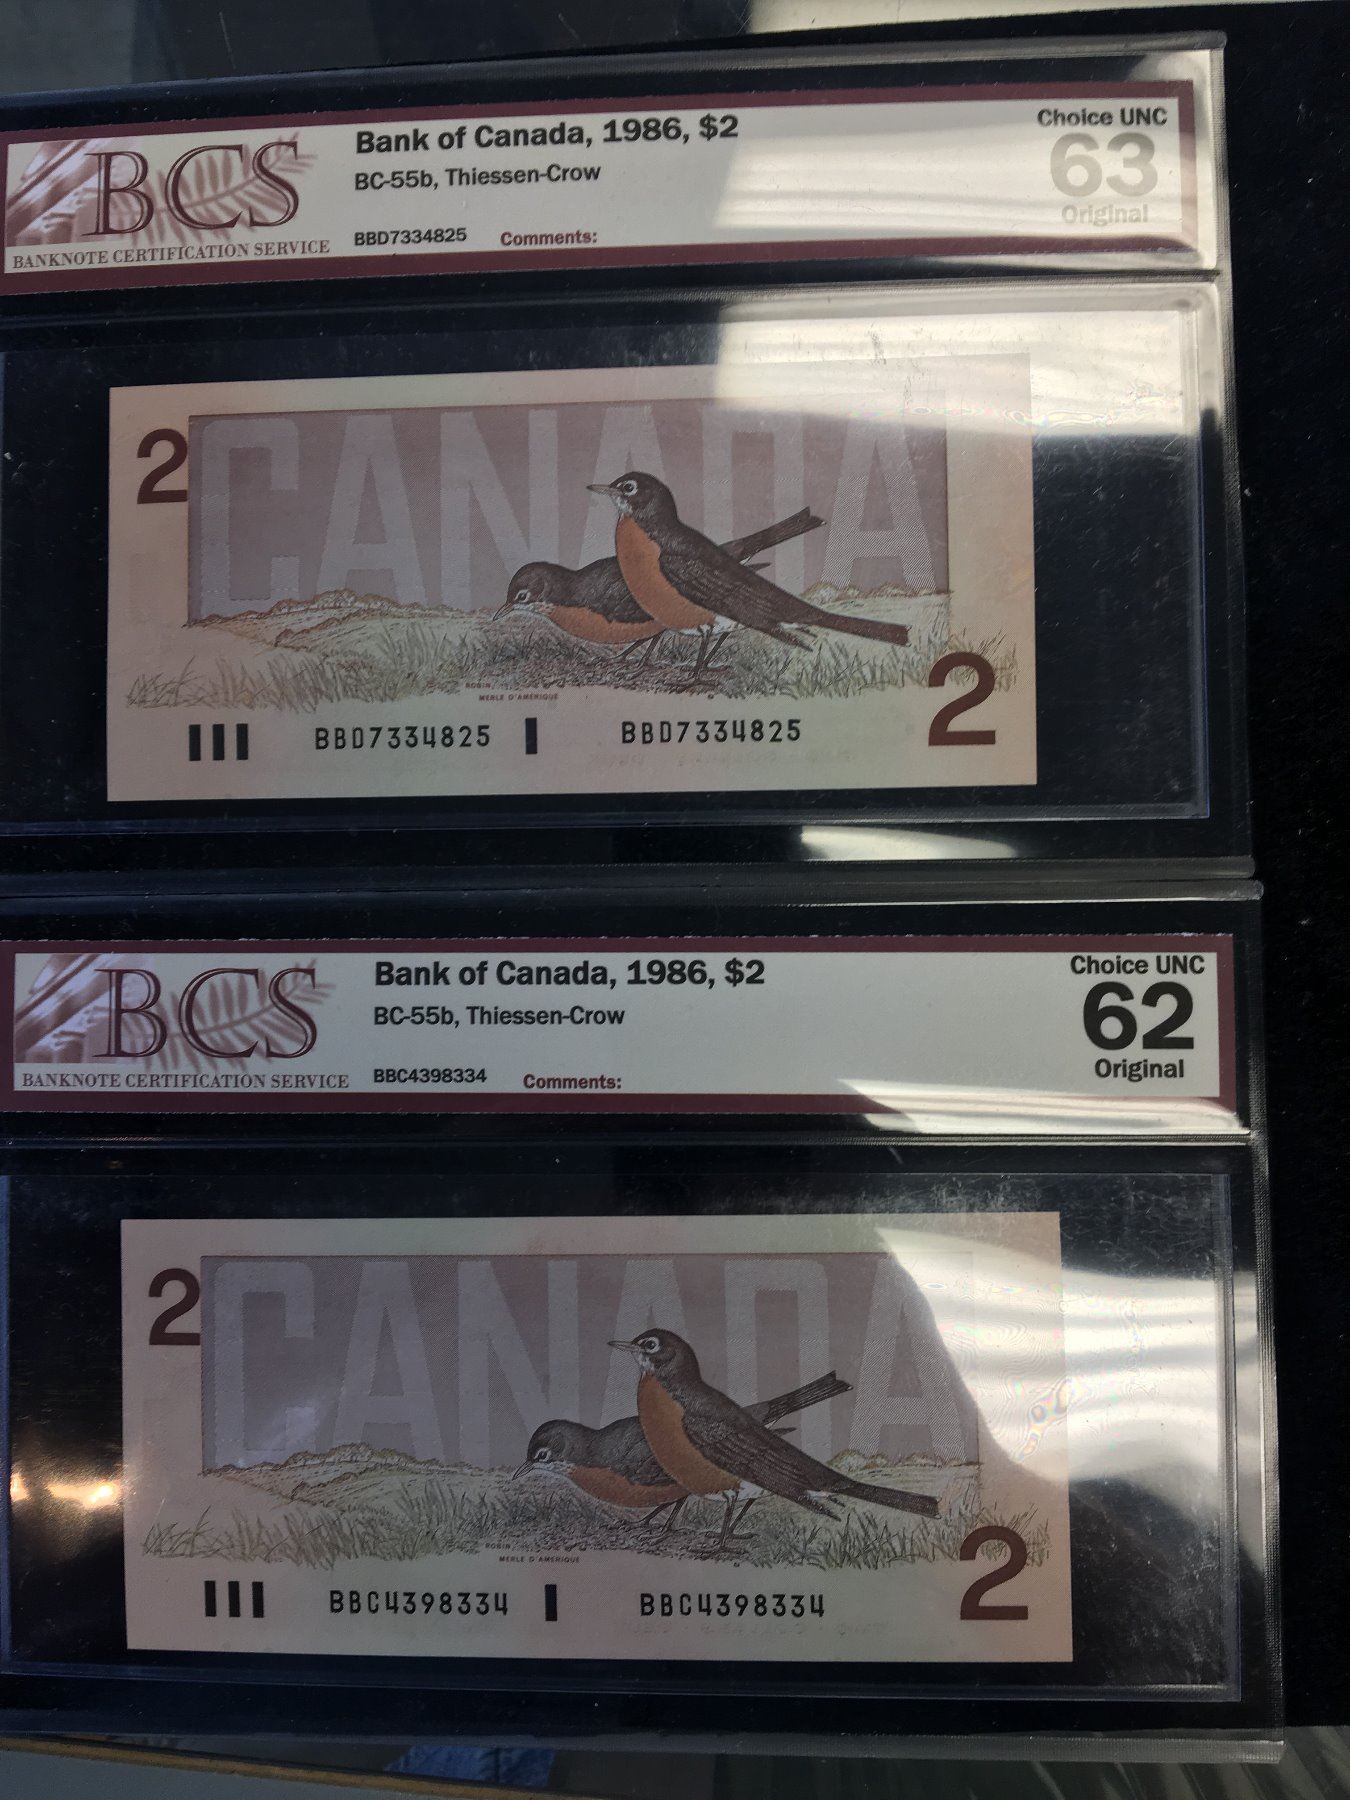 BCS
BANKNOTE CERTIFICATION SERVICE
Bank of Canada, 1986, $2
BC-55b, Thiessen-Crow
BBD7334825 Comments:
Choice UNC
63
Original
CANADA
2
ROBIN
MERLE D'AMÉRIQUE
BBD7334825 BBD7334825
2
BCS
BANKNOTE CERTIFICATION SERVICE
Bank of Canada, 1986, $2
BC-55b, Thiessen-Crow
BBC4398334 Comments:
Choice UNC
62
Original
CANADA
2
ROBIN
MERLE D'AMÉRIQUE
BBC4398334 BBC4398334
2